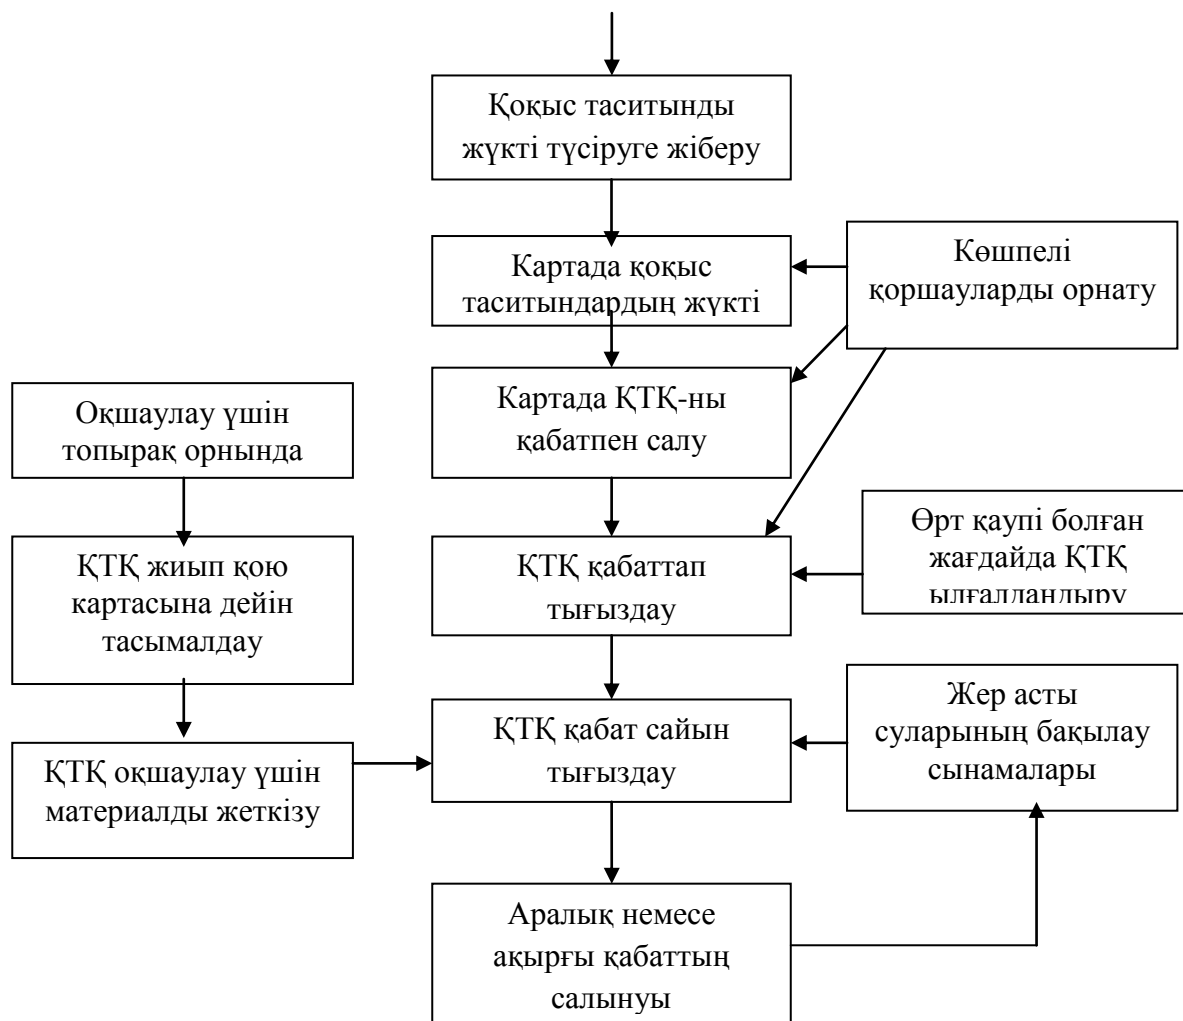 Қоқыс таситынды
жүкті түсіруге жіберу
Картада қоқыс
таситындардың жүкті
Көшпелі
қоршауларды орнату
Картада ҚТҚ-ны
қабатпен салу
Оқшаулау үшін
топырақ орнында
Өрт қаупі болған
жағдайда ҚТҚ
ылғалдандыру
ҚТҚ жиып қою
картасына дейін
тасымалдау
ҚТҚ қабаттап
тығыздау
Жер асты
суларының бақылау
сынамалары
ҚТҚ қабат сайын
тығыздау
ҚТҚ оқшаулау үшін
материалды жеткізу
Аралық немесе
ақырғы қабаттың
салынуы